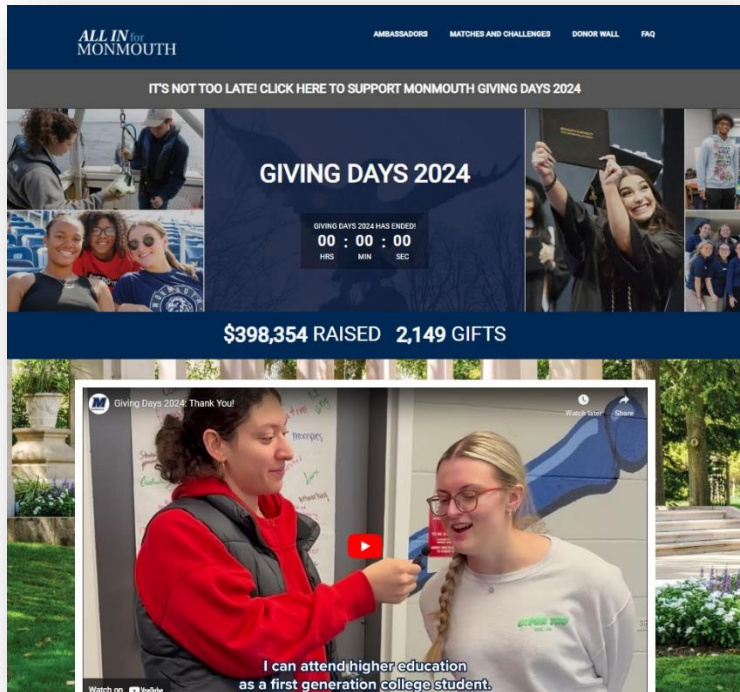 ALL IN for
MONMOUTH
AMBASSADORS MATCHES AND CHALLENGES DONOR WALL FAQ
IT'S NOT TOO LATE! CLICK HERE TO SUPPORT MONMOUTH GIVING DAYS 2024
GIVING DAYS 2024
GIVING DAYS 2024 HAS ENDED!
00 : 00 : 00
HRS MIN SEC
MONMOUTH
$398,354 RAISED 2,149 GIFTS
M
Giving Days 2024: Thank You!
Watch later Share
I can attend higher education
as a first generation college student.
Watch on YouTube